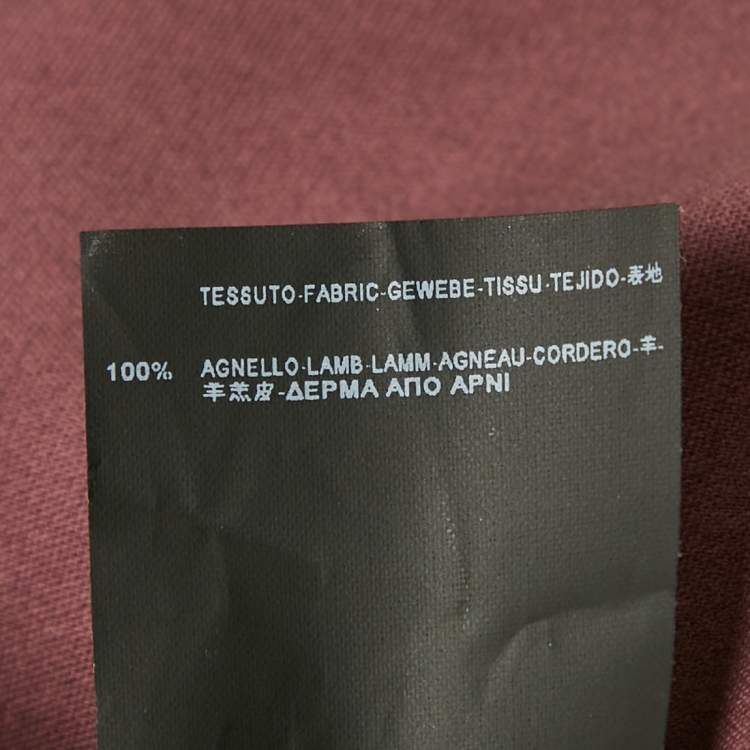 TESSUTO-FABRIC-GEWEBE-TISSU-TEJIDO-表地
100% AGNELLO-LAMB-LAMM-AGNEAU-CORDERO-羊-
羊羔皮-ΔΕΡΜΑ ΑΠΟ ΑΡΝΙ